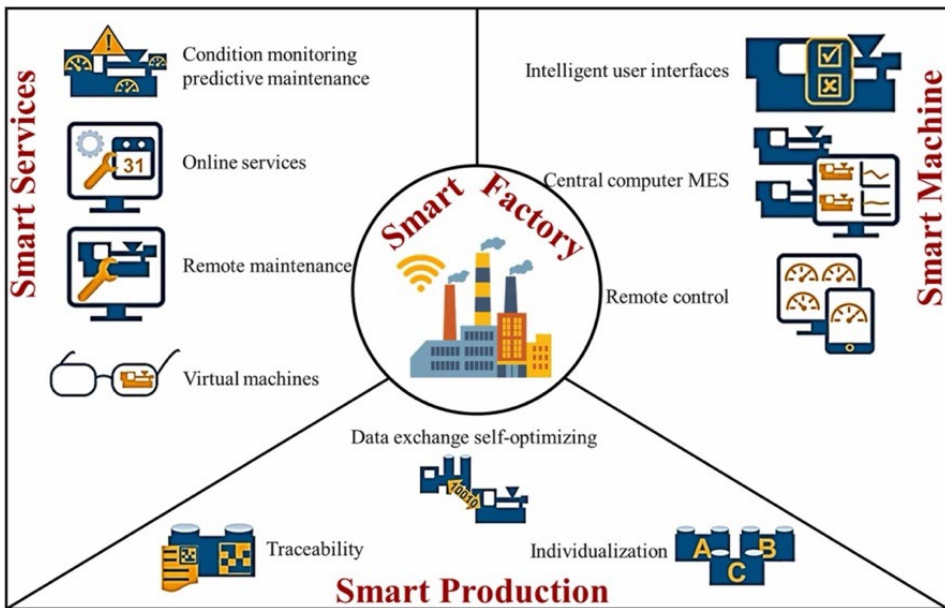 Smart Services
Condition monitoring
predictive maintenance
31
Online services
Remote maintenance
Virtual machines
Smart Factory
Smart Machine
Intelligent user interfaces
Central computer MES
Remote control
Data exchange self-optimizing
10010
Traceability
Individualization
A B
C
Smart Production